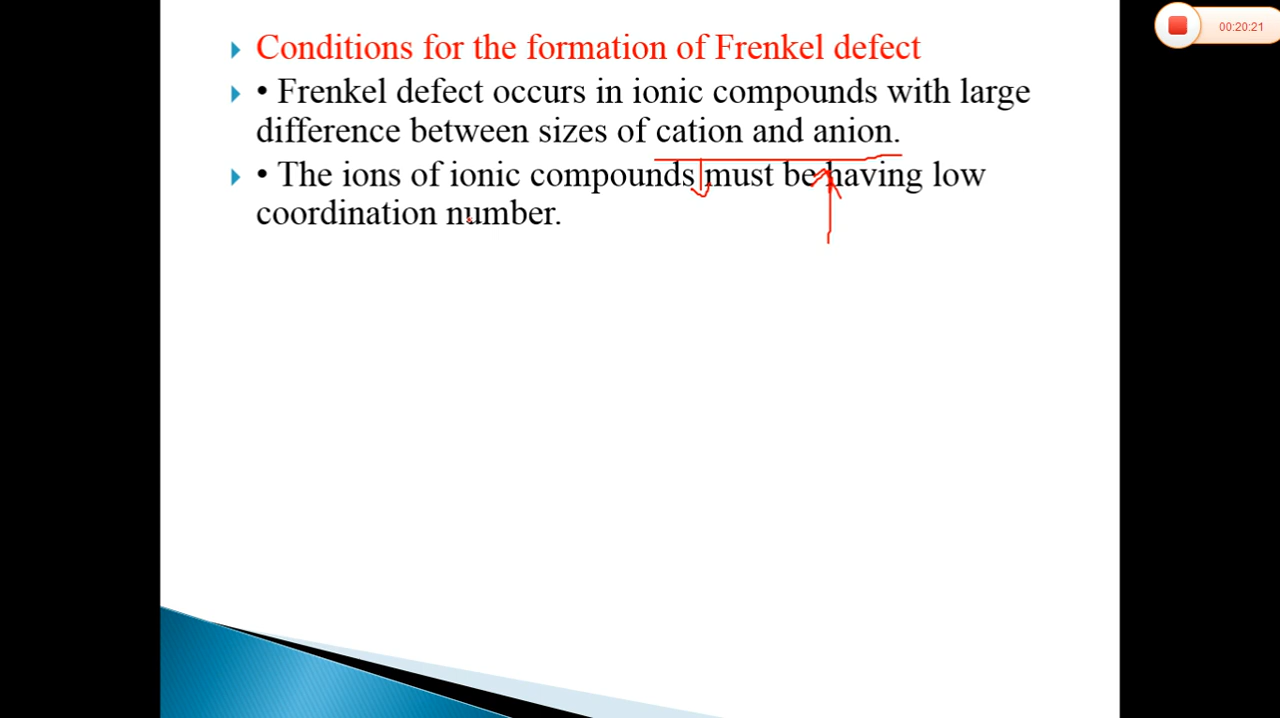 Conditions for the formation of Frenkel defect
• Frenkel defect occurs in ionic compounds with large
difference between sizes of cation and anion.
• The ions of ionic compounds must be having low
coordination number.
00:20:21